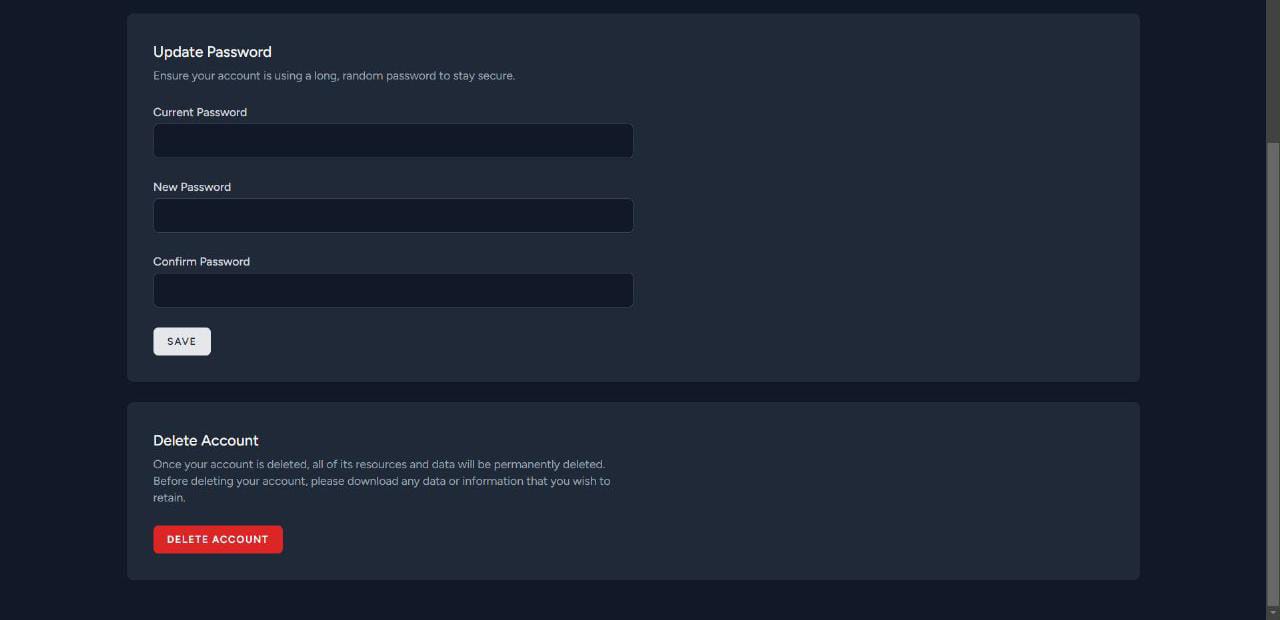 Update Password
Ensure your account is using a long, random password to stay secure.
Current Password
New Password
Confirm Password
SAVE
Delete Account
Once your account is deleted, all of its resources and data will be permanently deleted.
Before deleting your account, please download any data or information that you wish to
retain.
DELETE ACCOUNT